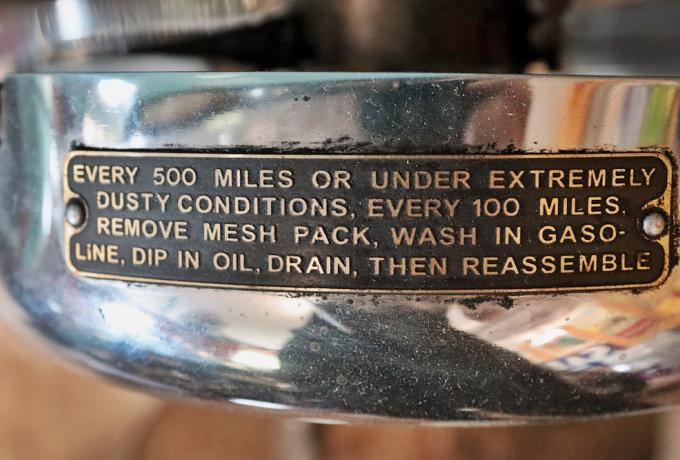 EVERY 500 MILES OR UNDER EXTREMELY
DUSTY CONDITIONS, EVERY 100 MILES,
REMOVE MESH PACK, WASH IN GASO-
LiNE, DIP IN OIL, DRAIN, THEN REASSEMBLE